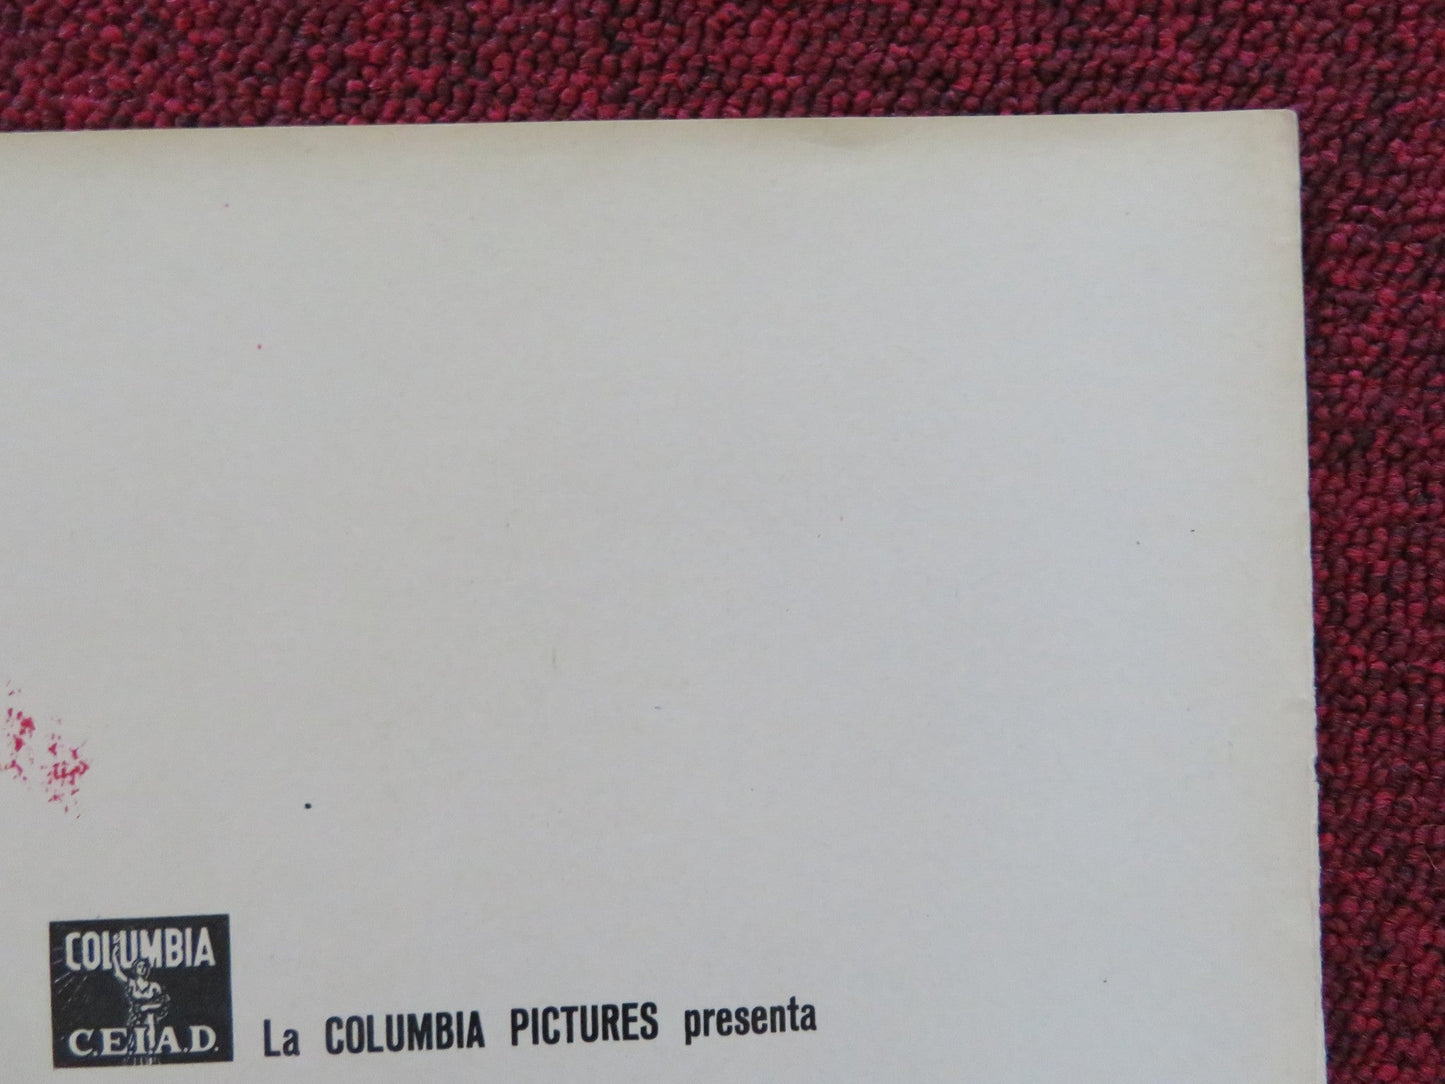 COLUMBIA
C.E.I.A.D.
La COLUMBIA PICTURES presenta